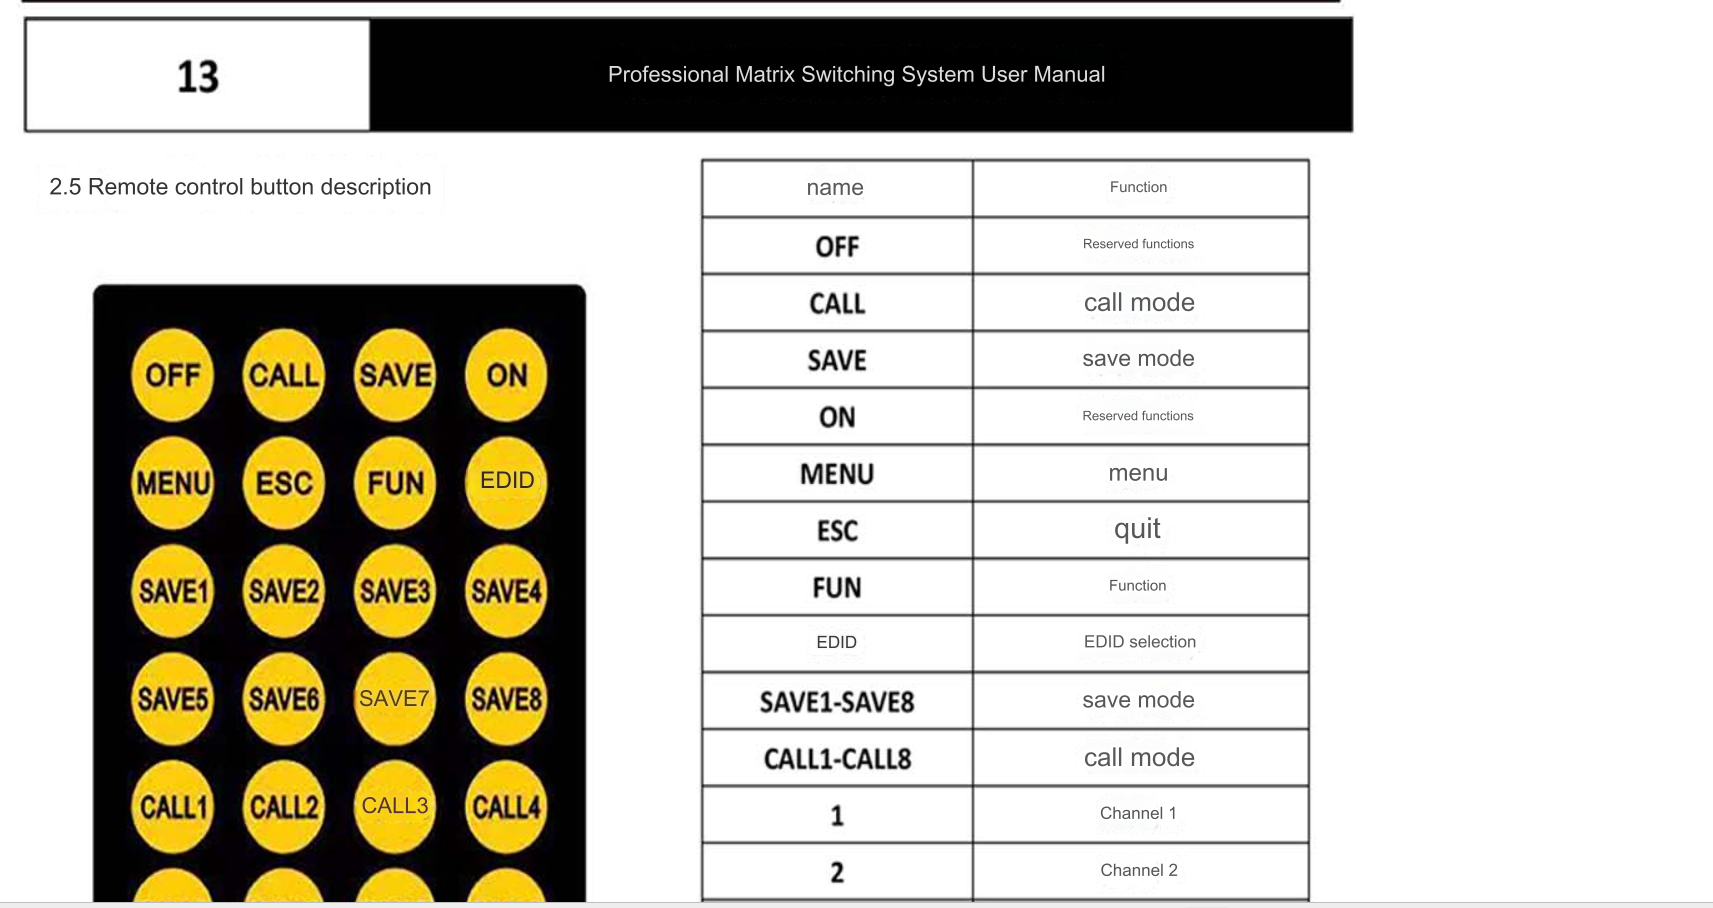 13
Professional Matrix Switching System User Manual
2.5 Remote control button description
OFF CALL SAVE ON
MENU ESC FUN EDID
SAVE1 SAVE2 SAVE3 SAVE4
SAVE5 SAVE6 SAVE7 SAVE8
CALL1 CALL2 CALL3 CALL4
name Function
OFF Reserved functions
CALL call mode
SAVE save mode
ON Reserved functions
MENU menu
ESC quit
FUN Function
EDID EDID selection
SAVE1-SAVE8 save mode
CALL1-CALL8 call mode
1 Channel 1
2 Channel 2